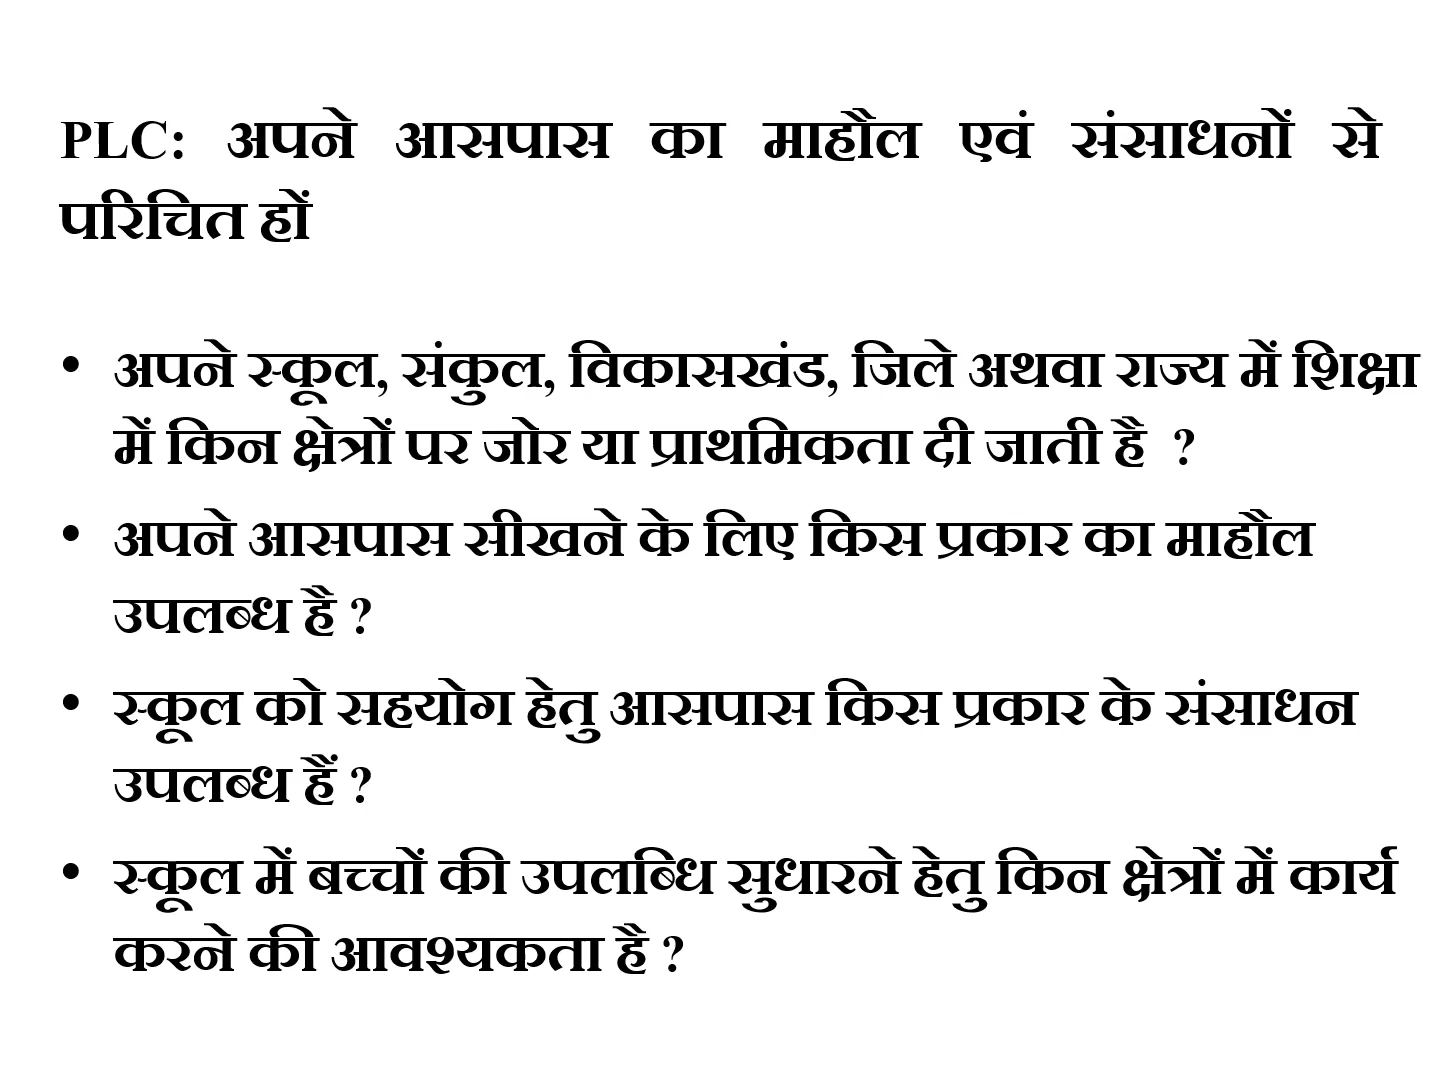 PLC: अपने आसपास का माहौल एवं संसाधनों से
परिचित हों
• अपने स्कूल, संकुल, विकासखंड, जिले अथवा राज्य में शिक्षा
में किन क्षेत्रों पर जोर या प्राथमिकता दी जाती है ?
• अपने आसपास सीखने के लिए किस प्रकार का माहौल
उपलब्ध है ?
• स्कूल को सहयोग हेतु आसपास किस प्रकार के संसाधन
उपलब्ध हैं ?
• स्कूल में बच्चों की उपलब्धि सुधारने हेतु किन क्षेत्रों में कार्य
करने की आवश्यकता है ?